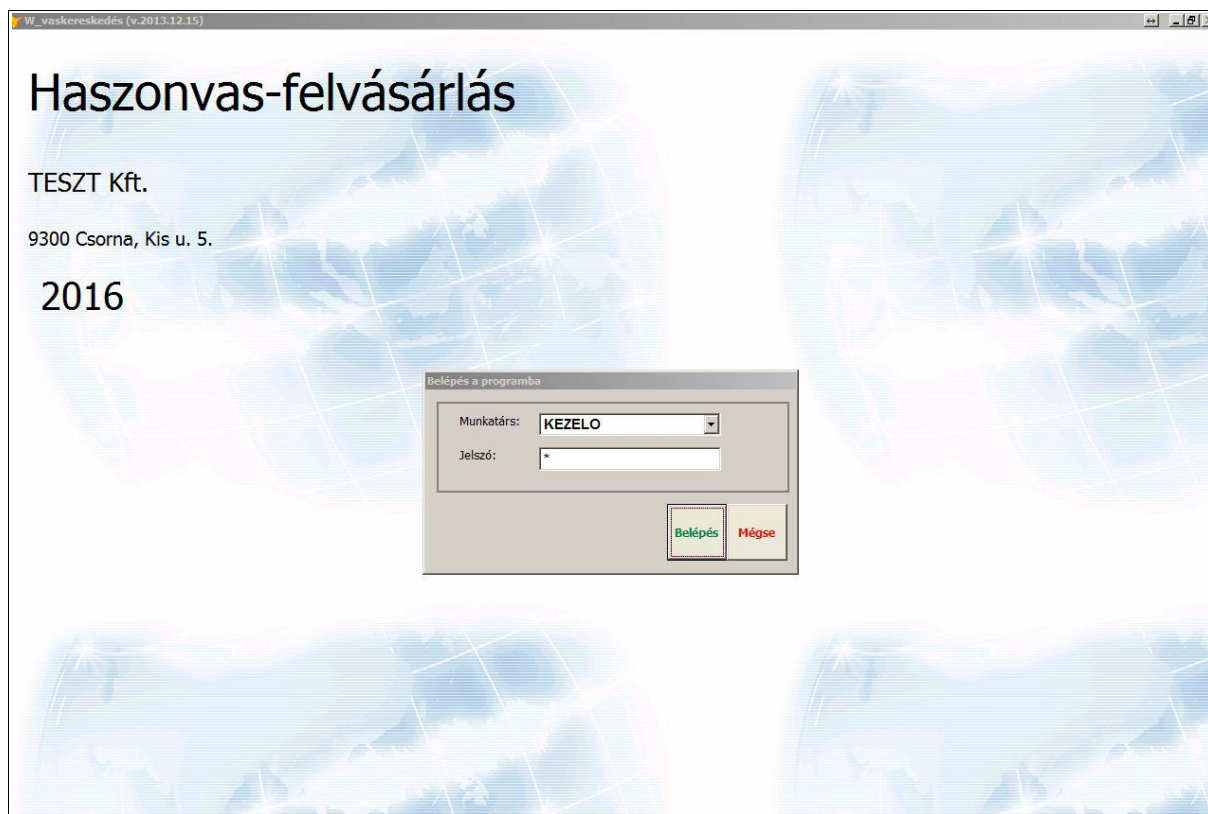 W_vaskereskedés (v.2013.12.15)
Haszonvas-felvásárlás
TESZT Kft.
9300 Csorna, Kis u. 5.
2016
Belépés a programba
Munkatárs: KEZELO
Jelszó: *
Belépés Mégse